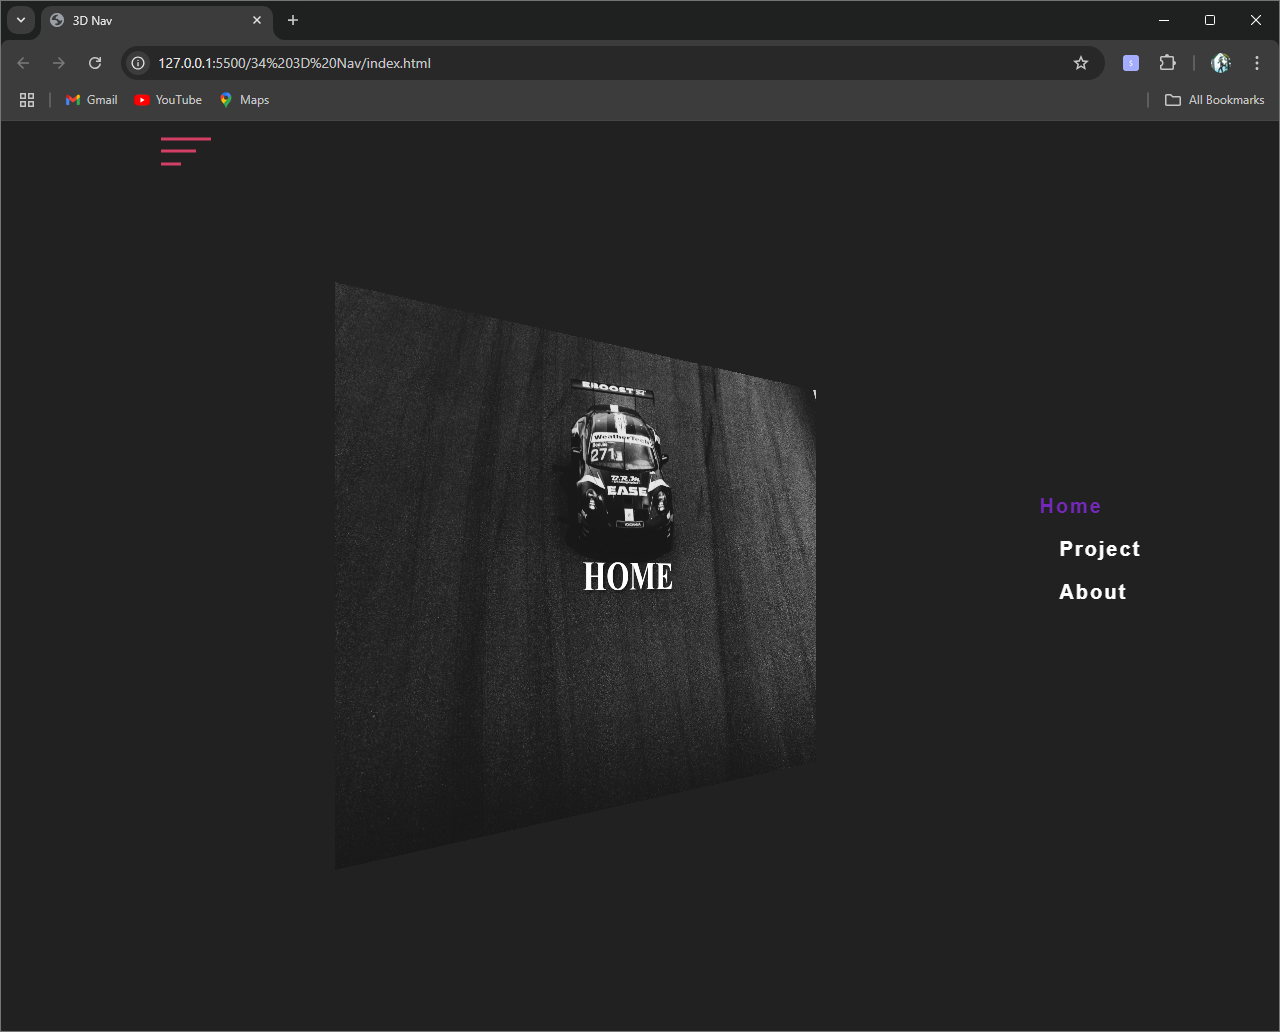 3D Nav
127.0.0.1:5500/34%203D%20Nav/index.html
Gmail YouTube Maps All Bookmarks
EBOOST
WeatherTech
271
EASE
HOME
Home
Project
About